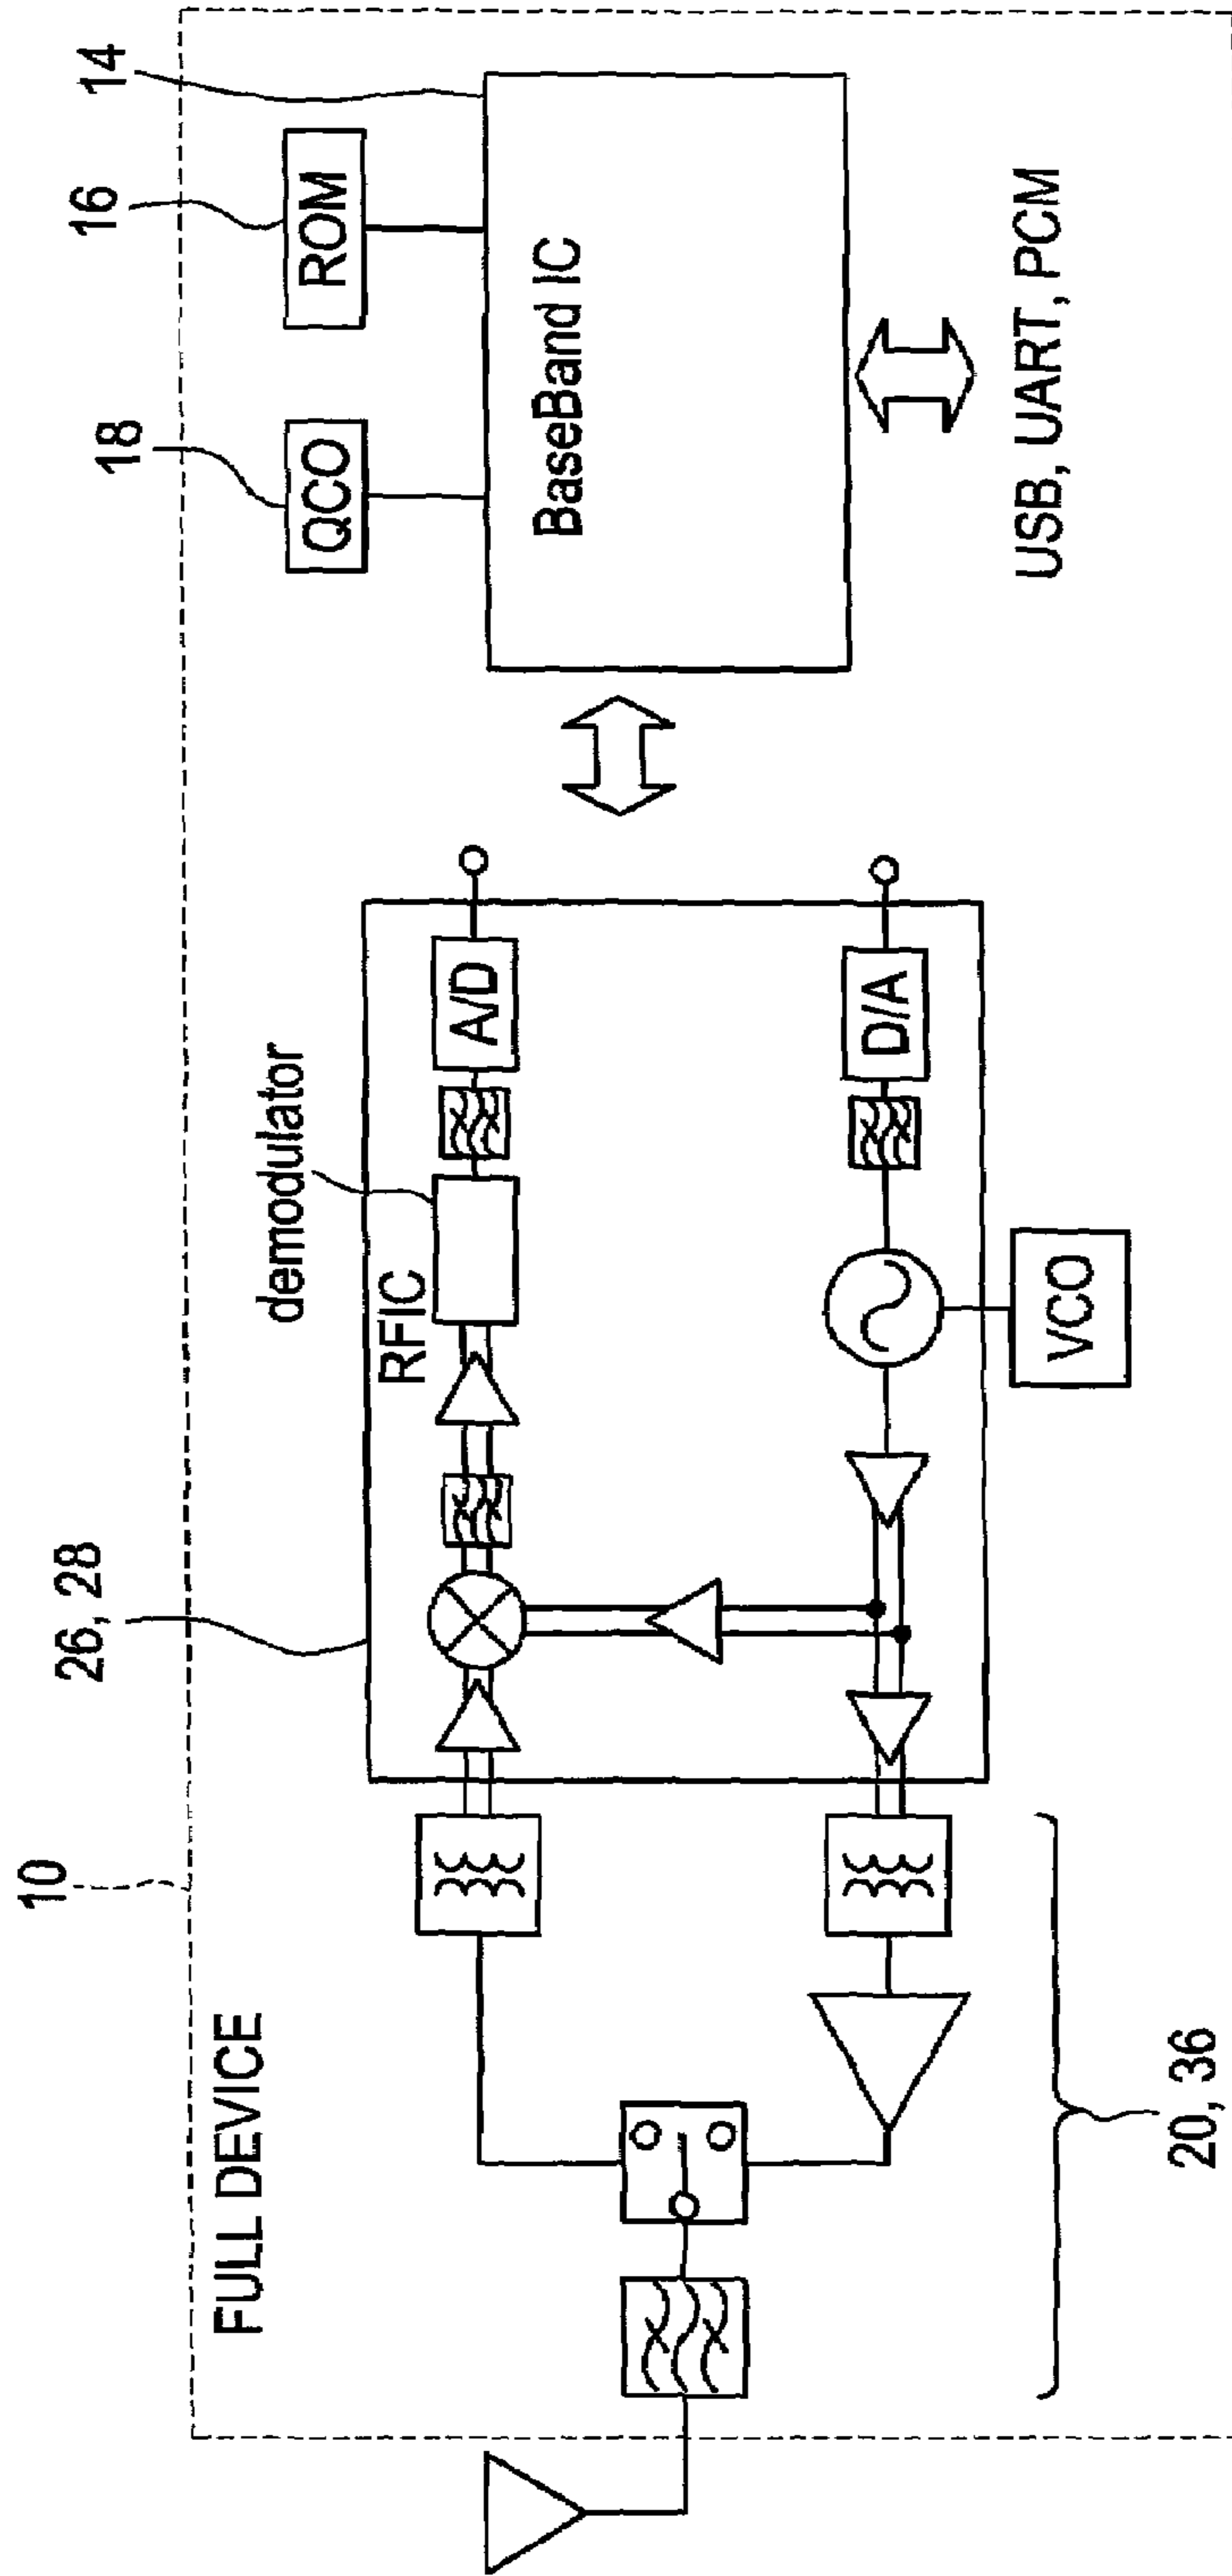 10
FULL DEVICE
26, 28
demodulator
RFIC
A/D
D/A
VCO
20, 36
18
QCO
16
ROM
14
BaseBand IC
USB, UART, PCM